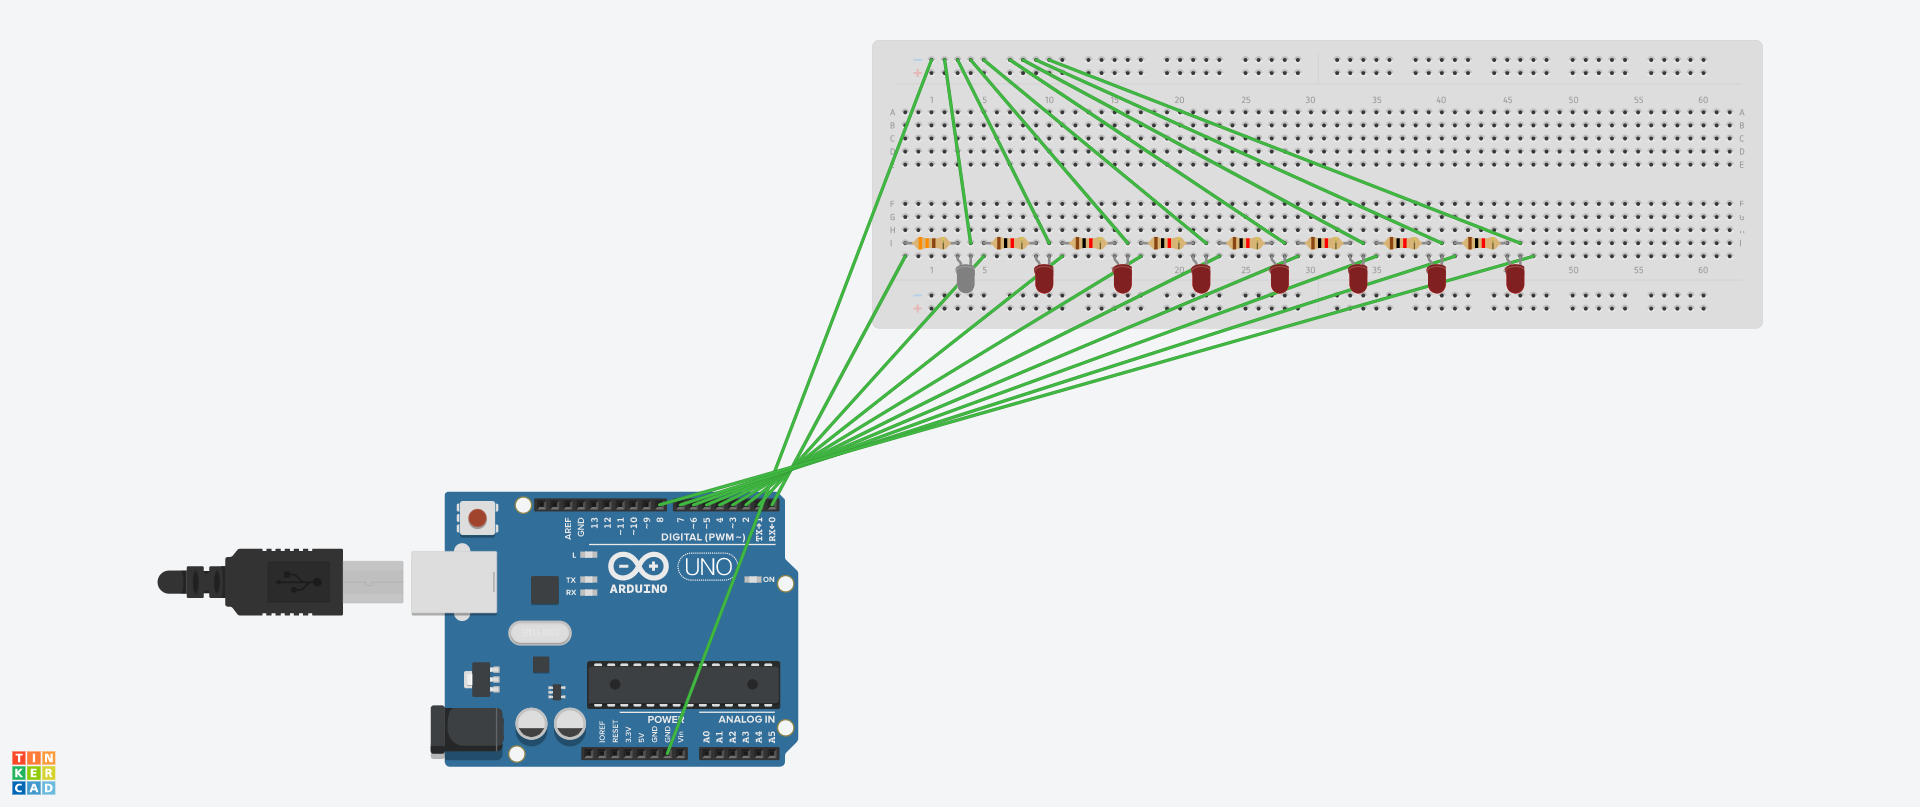 − −
+ +
1 5 10 15 20 25 30 35 40 45 50 55 60
A A
B B
C C
D D
E
F F
G G
H
I I
1 5 20 25 30 35 50 55 60
−
+
AREF GND 13 12 ~11 ~10 ~9 8 7 ~6 ~5 4 ~3 2 TX→1 RX←0
DIGITAL (PWM~)
L
UNO
TX ON
RX ARDUINO
POWER ANALOG IN
IOREF RESET 3.3V 5V GND GND Vin A0 A1 A2 A3 A4 A5
TIN
KER
CAD